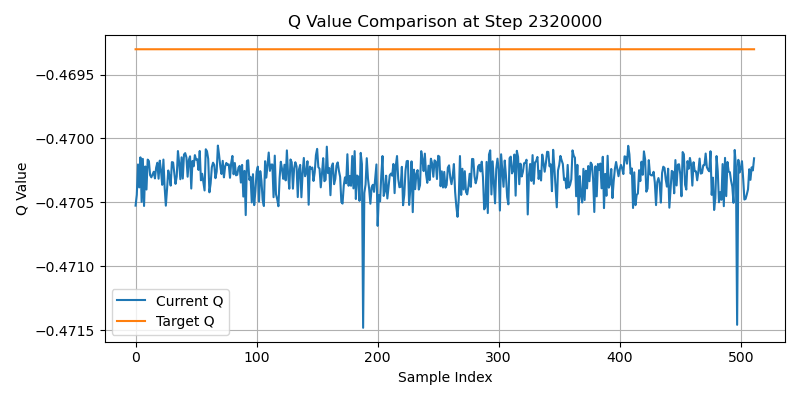 Q Value Comparison at Step 2320000
Q Value
−0.4695
−0.4700
−0.4705
−0.4710
−0.4715
Current Q
Target Q
0
100
200
300
400
500
Sample Index